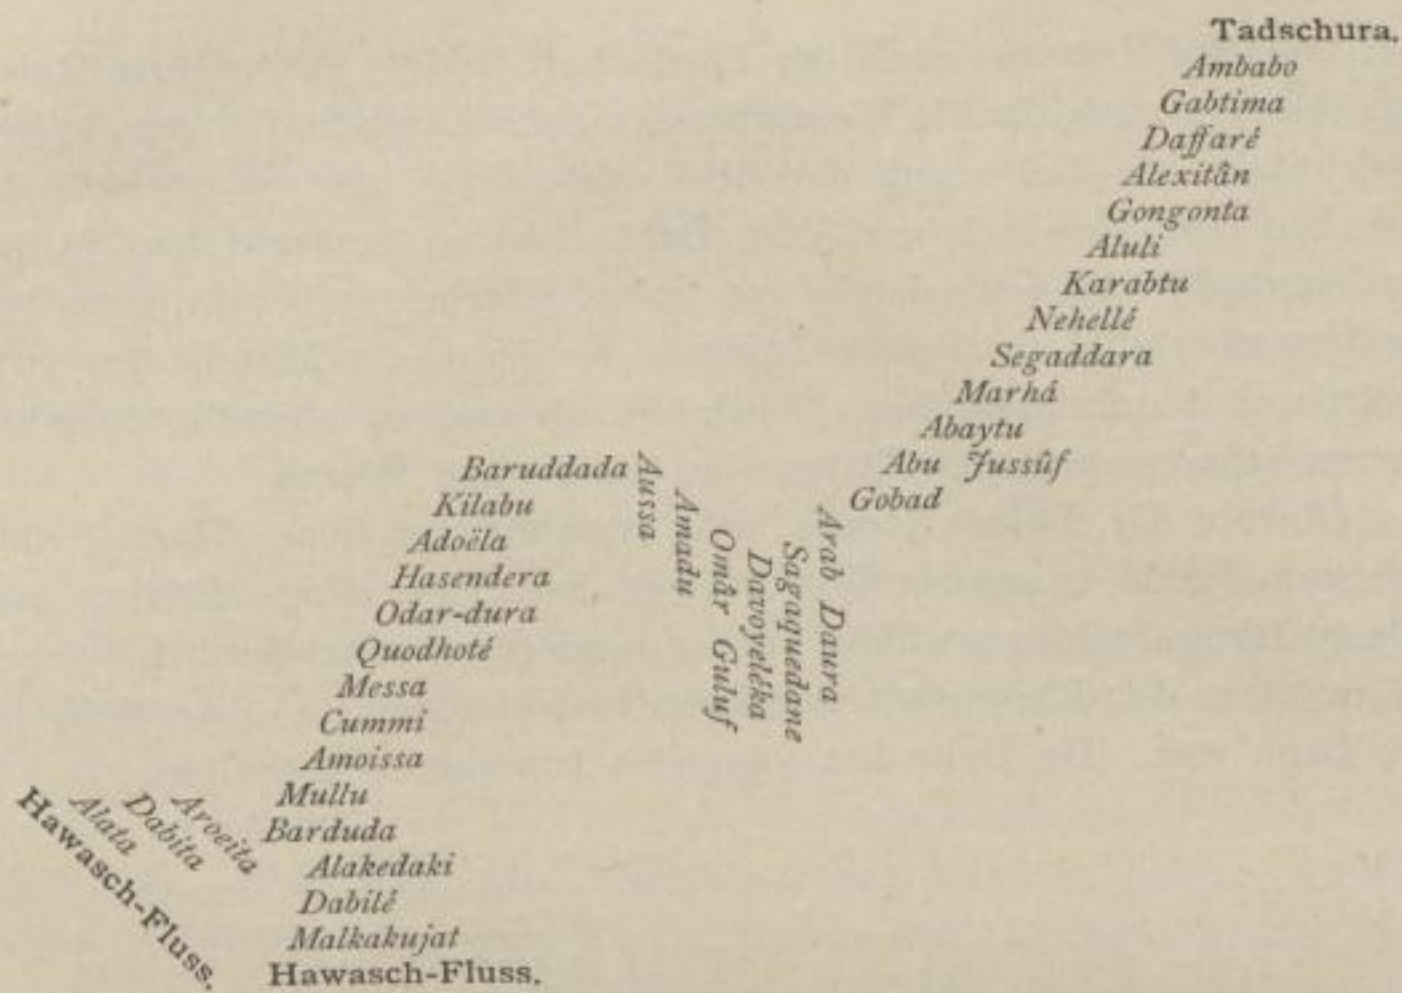 Tadschura.
Ambabo
Gabtima
Daffaré
Alexitân
Gongonta
Aluli
Karabtu
Nehellé
Segaddara
Marhá
Abaytu
Abu Jussûf
Gobad
Arab Daura
Sagaquedane
Davoyeléka
Omâr Guluf
Amadu
Aussa
Baruddada
Kilabu
Adoëla
Hasendera
Odar-dura
Quodhoté
Messa
Cummi
Amoissa
Mullu
Barduda
Aroeita
Dabita
Alata
Hawasch-Fluss.
Alakedaki
Dabilé
Malkakujat
Hawasch-Fluss.